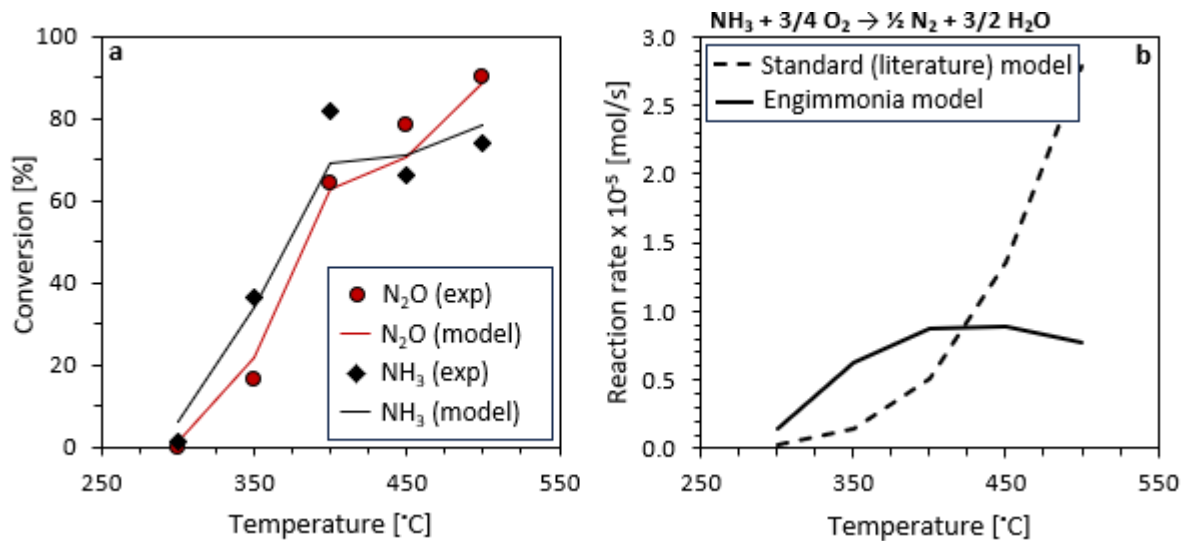 a
Conversion [%]
100
80
60
40
20
0
250
350
450
550
Temperature [°C]
N₂O (exp)
N₂O (model)
NH₃ (exp)
NH₃ (model)
NH₃ + 3/4 O₂ → ½ N₂ + 3/2 H₂O
b
Standard (literature) model
Engimmonia model
Reaction rate x 10⁻⁵ [mol/s]
3.0
2.5
2.0
1.5
1.0
0.5
0.0
250
350
450
550
Temperature [°C]